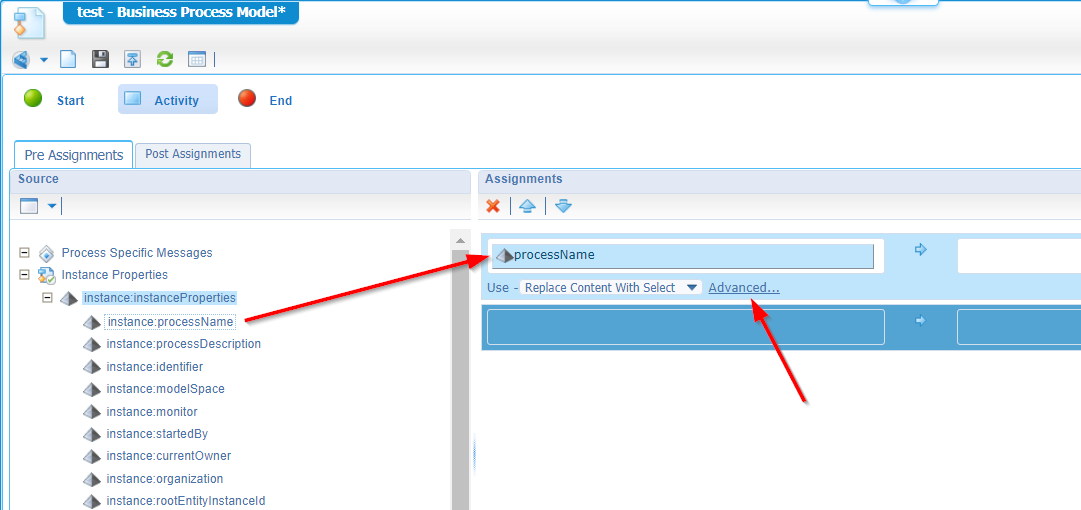 test - Business Process Model*
Start
Activity
End
Pre Assignments
Post Assignments
Source
Process Specific Messages
Instance Properties
instance:instanceProperties
instance:processName
instance:processDescription
instance:identifier
instance:modelSpace
instance:monitor
instance:startedBy
instance:currentOwner
instance:organization
instance:rootEntityInstanceId
Assignments
processName
Use - Replace Content With Select Advanced...